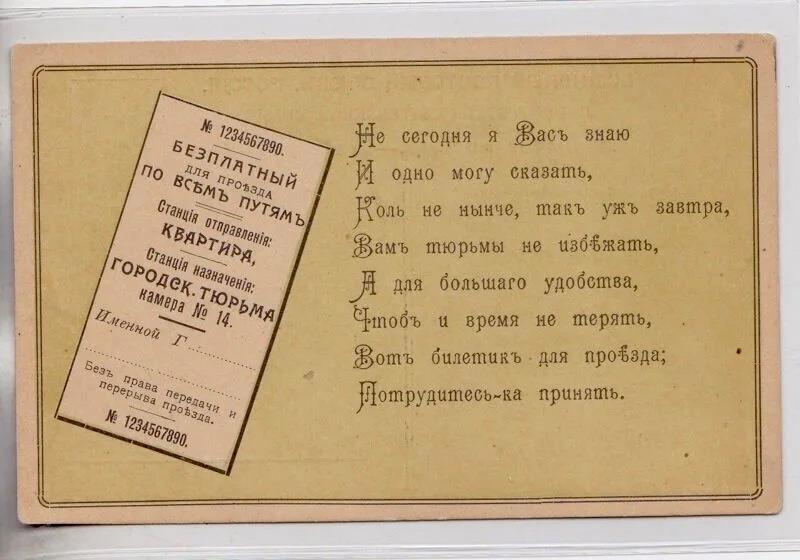 № 1234567890.
БЕЗПЛАТНЫЙ
ДЛЯ ПРОѢЗДА
ПО ВСѢМЪ ПУТЯМЪ
Станція отправленія:
КВАРТИРА,
Станція назначенія:
ГОРОДСК. ТЮРЬМА
камера № 14.
Именной Г
Безъ права передачи и
перерыва проѣзда.
№ 1234567890.
Не сегодня я Васъ знаю
И одно могу сказать,
Коль не нынче, такъ ужъ завтра,
Вамъ тюрьмы не избѣжать,
А для большаго удобства,
Чтобъ и время не терять,
Вотъ билетикъ для проѣзда;
Потрудитесь-ка принять.